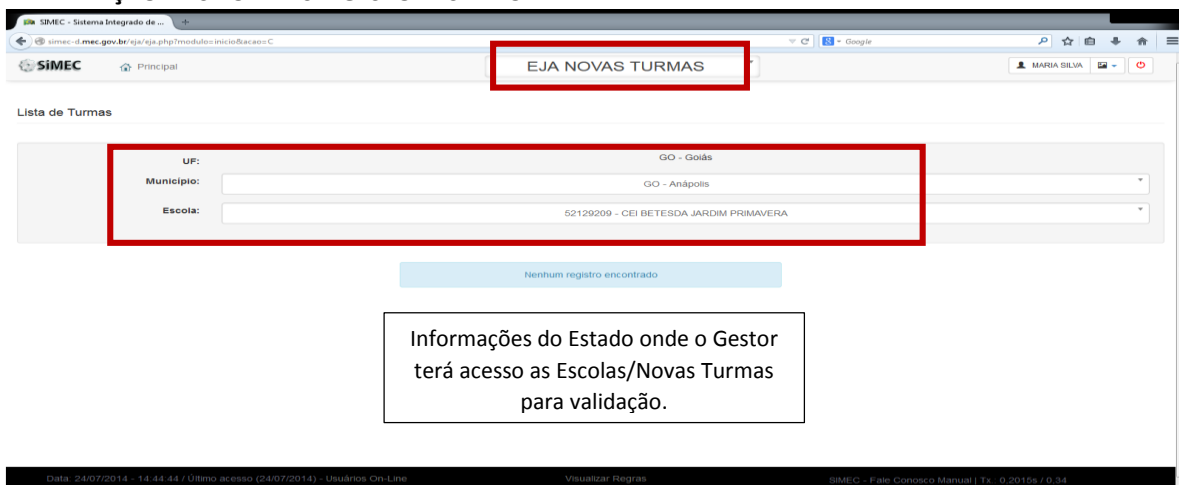 SIMEC - Sistema Integrado de ...
simec-d.mec.gov.br/eja/eja.php?modulo=inicio&acao=C
Google
SiMEC
Principal
EJA NOVAS TURMAS
MARIA SILVA
Lista de Turmas
UF:
GO - Goiás
Município:
GO - Anápolis
Escola:
52129209 - CEI BETESDA JARDIM PRIMAVERA
Nenhum registro encontrado
Informações do Estado onde o Gestor
terá acesso as Escolas/Novas Turmas
para validação.
Data: 24/07/2014 - 14:44:44 / Último acesso (24/07/2014) - Usuários On-Line
Visualizar Regras
SIMEC - Fale Conosco Manual | Tx.: 0,2015s / 0,34